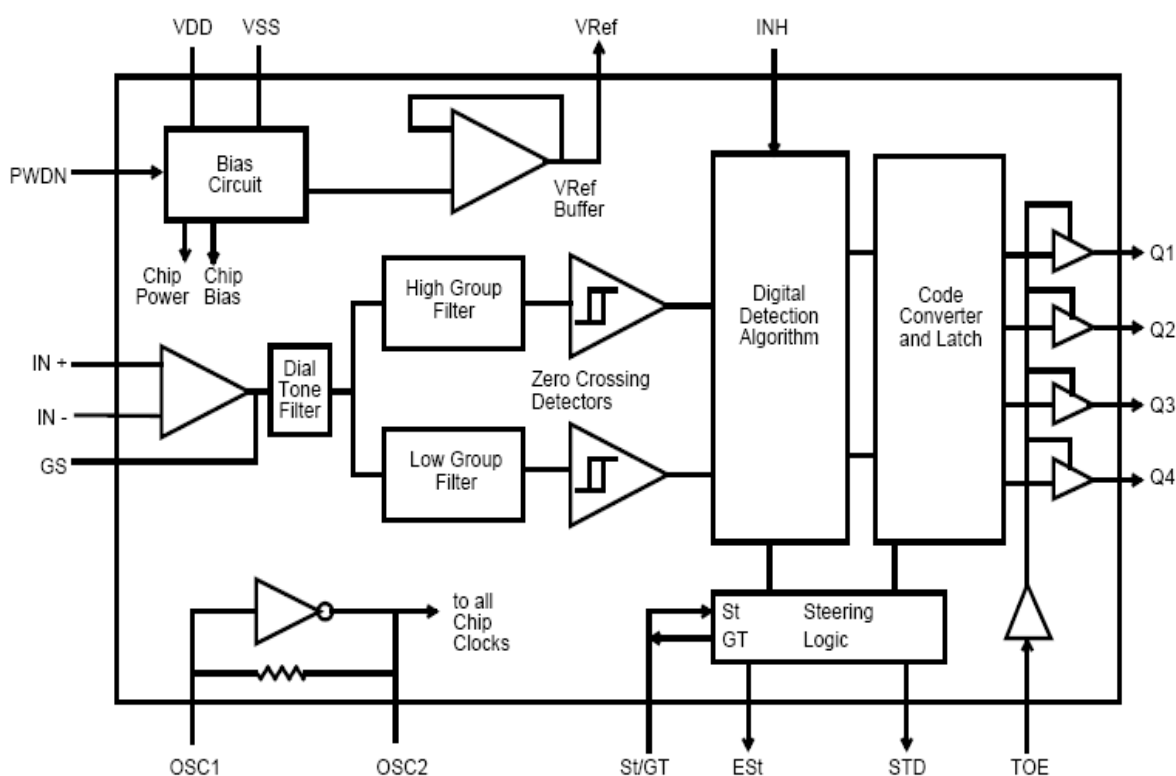 VDD
VSS
VRef
INH
PWDN
Bias
Circuit
VRef
Buffer
Chip
Power
Chip
Bias
High Group
Filter
Digital
Detection
Algorithm
Code
Converter
and Latch
Q1
Q2
Q3
Q4
IN +
IN -
GS
Dial
Tone
Filter
Zero Crossing
Detectors
Low Group
Filter
to all
Chip
Clocks
St
GT
Steering
Logic
OSC1
OSC2
St/GT
ESt
STD
TOE